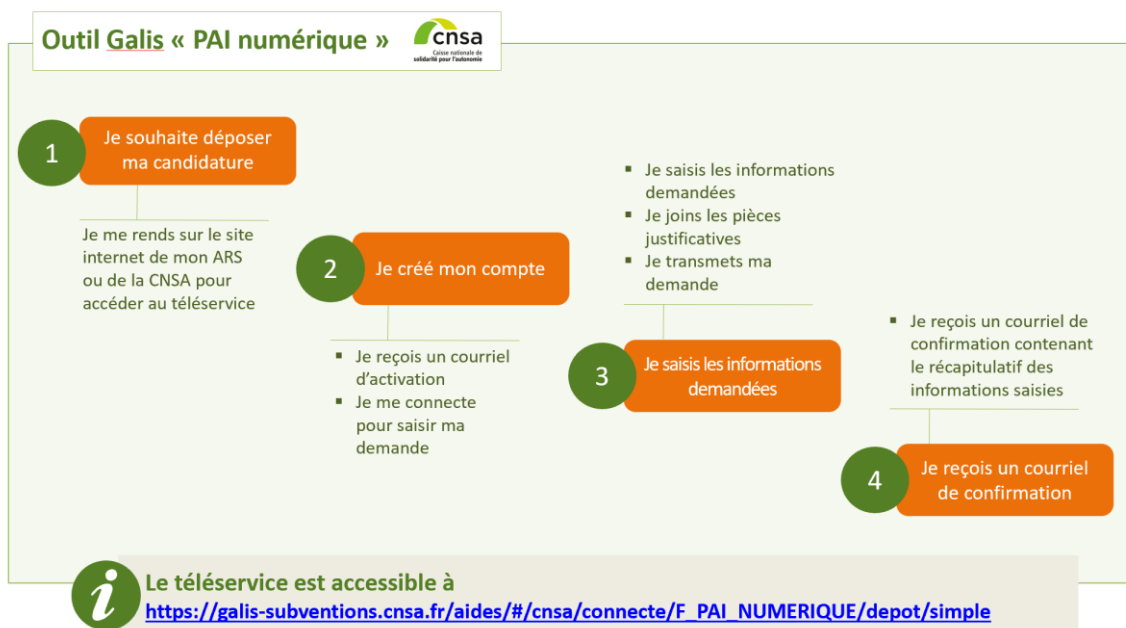 Outil Galis « PAI numérique »
cnsa
Caisse nationale de
solidarité pour l'autonomie
1
Je souhaite déposer
ma candidature
Je me rends sur le site
internet de mon ARS
ou de la CNSA pour
accéder au téléservice
2
Je créé mon compte
▪ Je reçois un courriel
d'activation
▪ Je me connecte
pour saisir ma
demande
▪ Je saisis les informations
demandées
▪ Je joins les pièces
justificatives
▪ Je transmets ma
demande
3
Je saisis les informations
demandées
▪ Je reçois un courriel de
confirmation contenant
le récapitulatif des
informations saisies
4
Je reçois un courriel
de confirmation
i
Le téléservice est accessible à
https://galis-subventions.cnsa.fr/aides/#/cnsa/connecte/F_PAI_NUMERIQUE/depot/simple